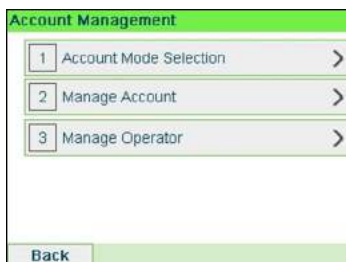 Account Management
1 Account Mode Selection
2 Manage Account
3 Manage Operator
Back